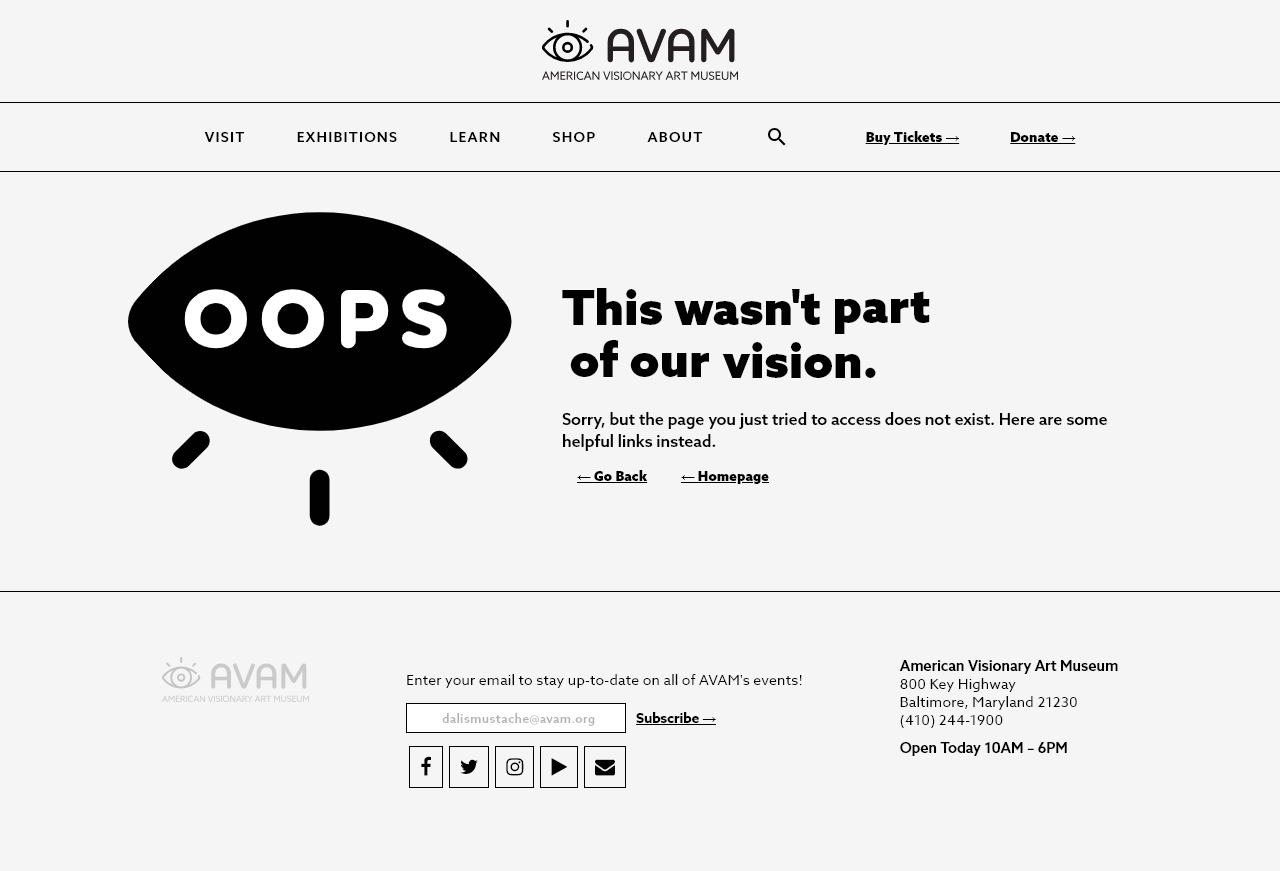 AVAM
AMERICAN VISIONARY ART MUSEUM
VISIT EXHIBITIONS LEARN SHOP ABOUT Buy Tickets → Donate →
OOPS
This wasn't part
of our vision.
Sorry, but the page you just tried to access does not exist. Here are some
helpful links instead.
← Go Back ← Homepage
AVAM
AMERICAN VISIONARY ART MUSEUM
Enter your email to stay up-to-date on all of AVAM's events!
dalismustache@avam.org Subscribe →
American Visionary Art Museum
800 Key Highway
Baltimore, Maryland 21230
(410) 244-1900
Open Today 10AM – 6PM